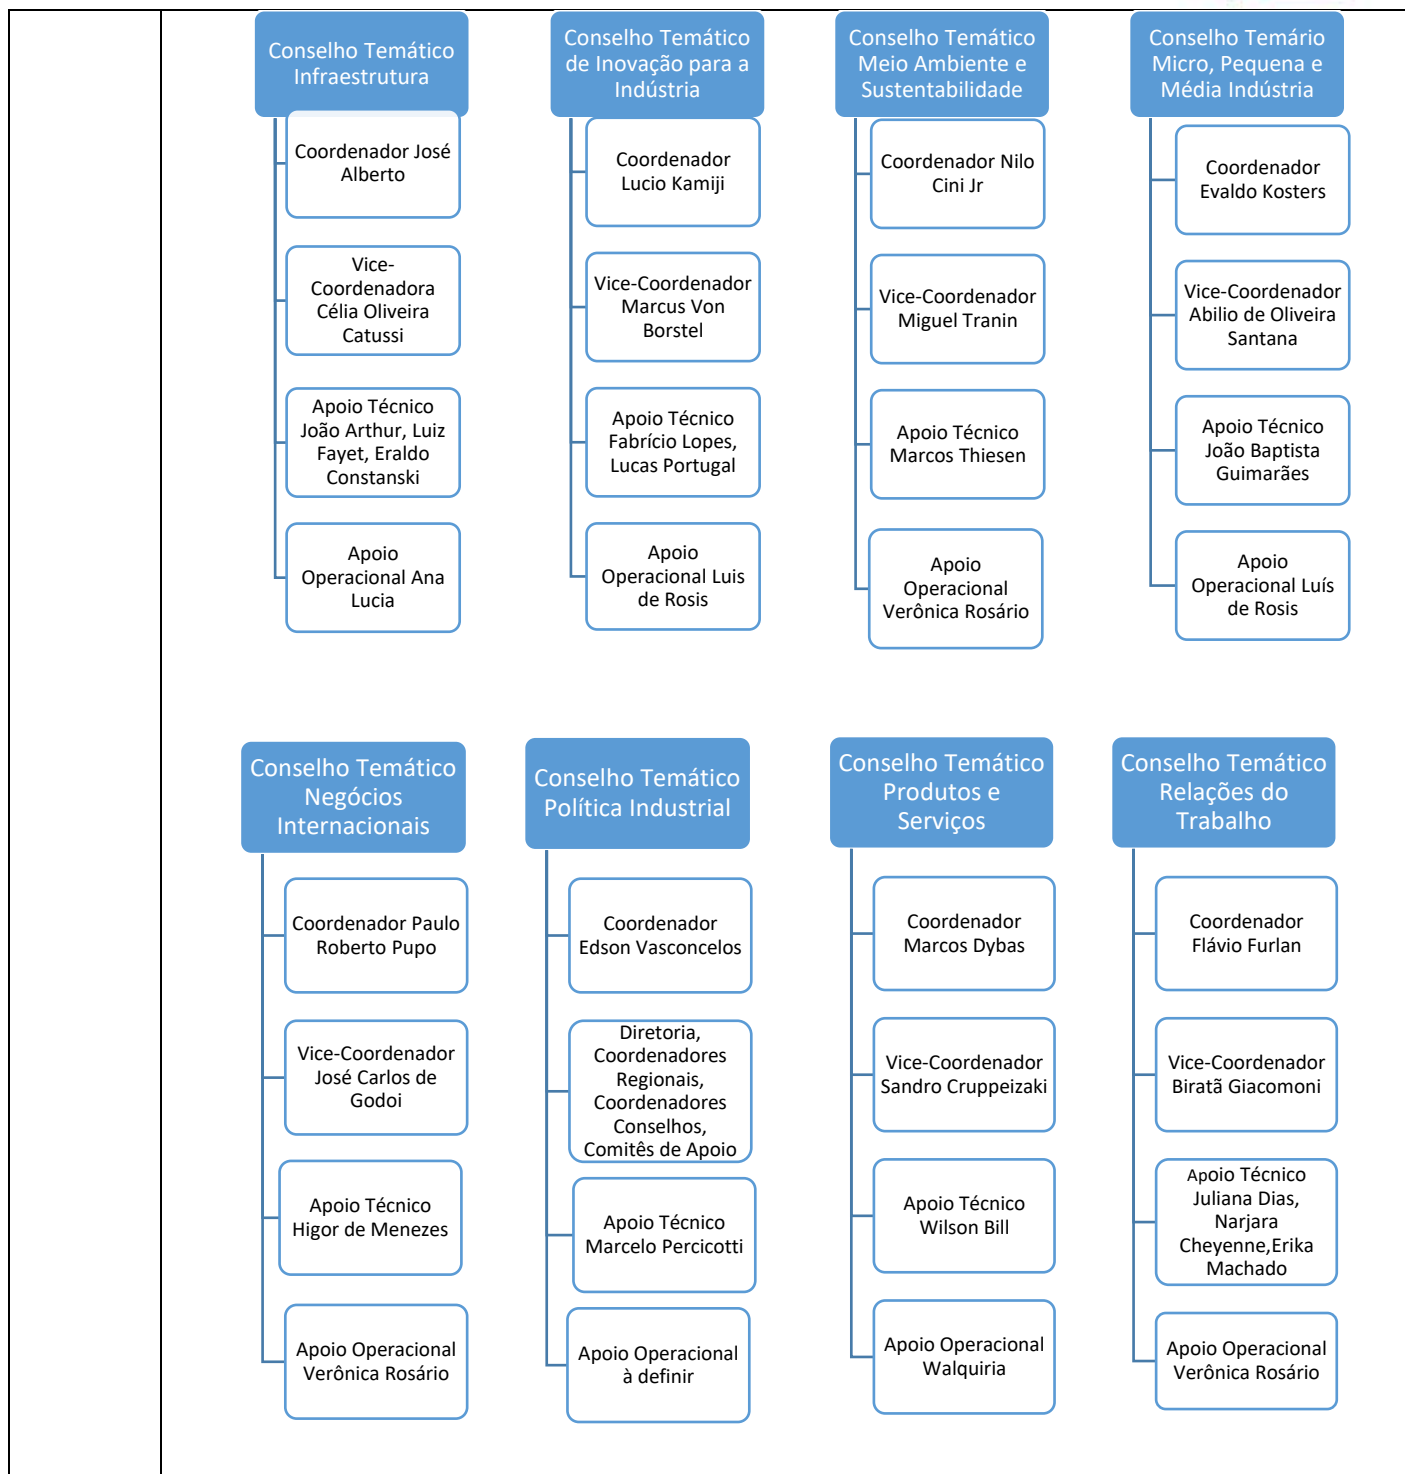 Conselho Temático
Infraestrutura
Coordenador José
Alberto
Vice-
Coordenadora
Célia Oliveira
Catussi
Apoio Técnico
João Arthur, Luiz
Fayet, Eraldo
Constanski
Apoio
Operacional Ana
Lucia
Conselho Temático
de Inovação para a
Indústria
Coordenador
Lucio Kamiji
Vice-Coordenador
Marcus Von
Borstel
Apoio Técnico
Fabrício Lopes,
Lucas Portugal
Apoio
Operacional Luis
de Rosis
Conselho Temático
Meio Ambiente e
Sustentabilidade
Coordenador Nilo
Cini Jr
Vice-Coordenador
Miguel Tranin
Apoio Técnico
Marcos Thiesen
Apoio
Operacional
Verônica Rosário
Conselho Temário
Micro, Pequena e
Média Indústria
Coordenador
Evaldo Kosters
Vice-Coordenador
Abilio de Oliveira
Santana
Apoio Técnico
João Baptista
Guimarães
Apoio
Operacional Luís
de Rosis
Conselho Temático
Negócios
Internacionais
Coordenador Paulo
Roberto Pupo
Vice-Coordenador
José Carlos de
Godoi
Apoio Técnico
Higor de Menezes
Apoio Operacional
Verônica Rosário
Conselho Temático
Política Industrial
Coordenador
Edson Vasconcelos
Diretoria,
Coordenadores
Regionais,
Coordenadores
Conselhos,
Comitês de Apoio
Apoio Técnico
Marcelo Percicotti
Apoio Operacional
à definir
Conselho Temático
Produtos e
Serviços
Coordenador
Marcos Dybas
Vice-Coordenador
Sandro Cruppeizaki
Apoio Técnico
Wilson Bill
Apoio Operacional
Walquiria
Conselho Temático
Relações do
Trabalho
Coordenador
Flávio Furlan
Vice-Coordenador
Biratã Giacomoni
Apoio Técnico
Juliana Dias,
Narjara
Cheyenne,Erika
Machado
Apoio Operacional
Verônica Rosário